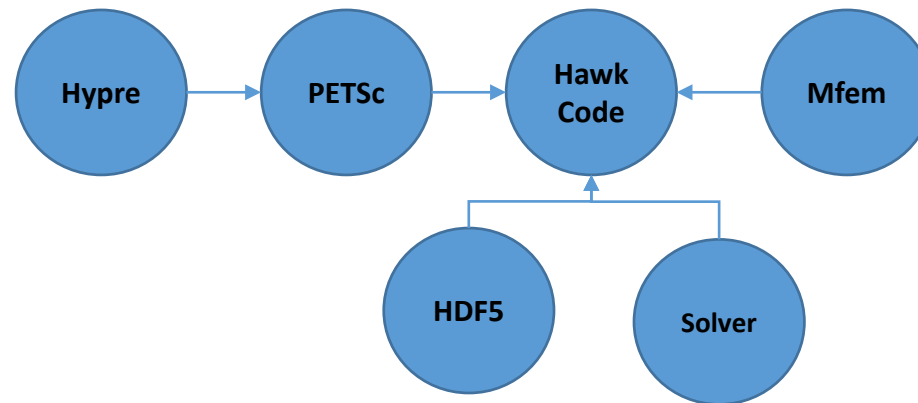 Hypre
PETSc
Hawk
Code
Mfem
HDF5
Solver